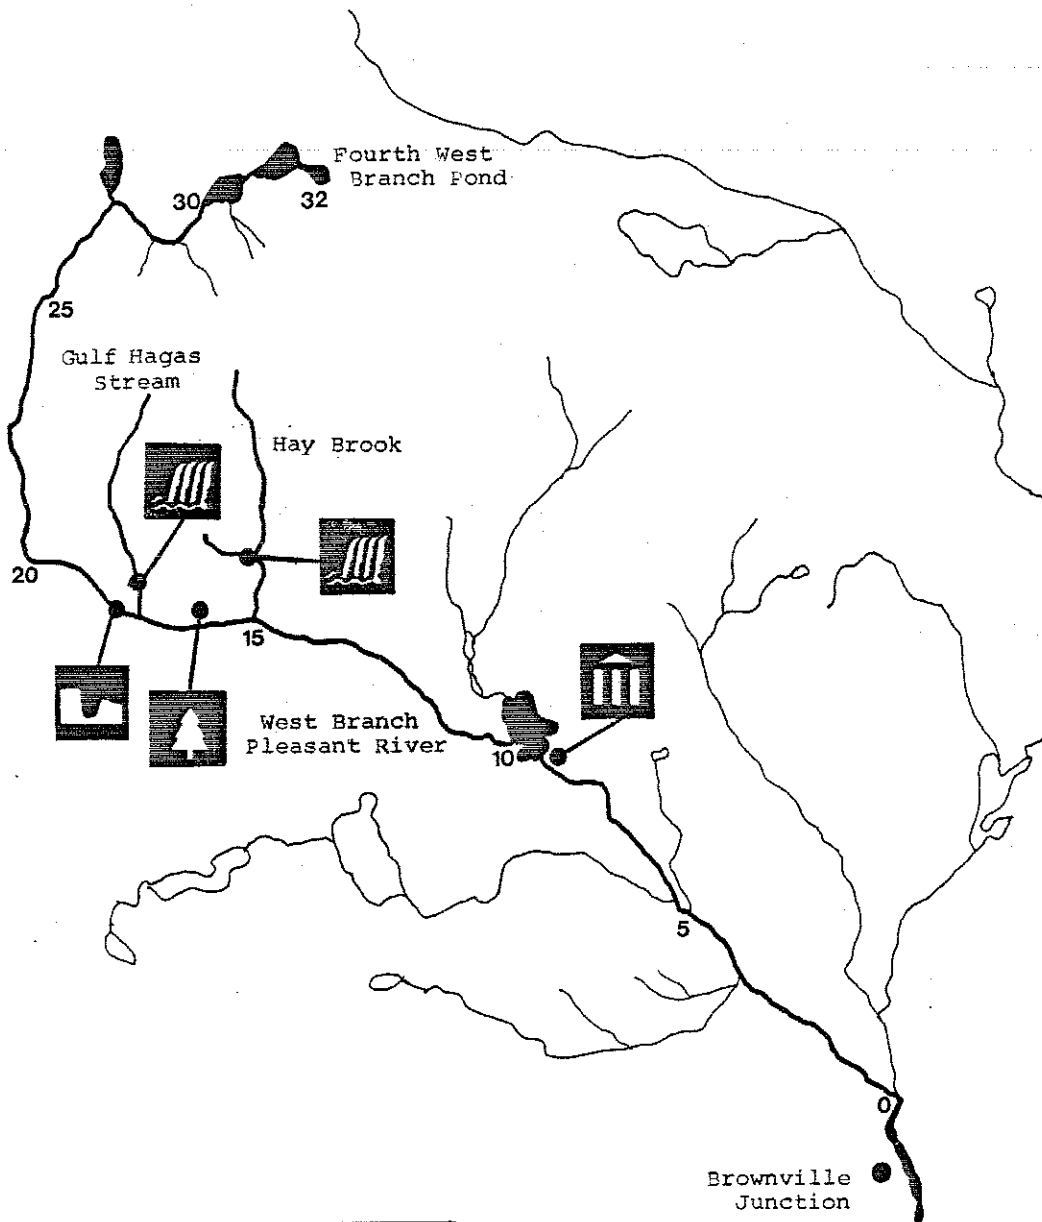 Fourth West
Branch Pond
30
32
25
Gulf Hagas
Stream
Hay Brook
20
15
West Branch
Pleasant River
10
5
0
Brownville
Junction